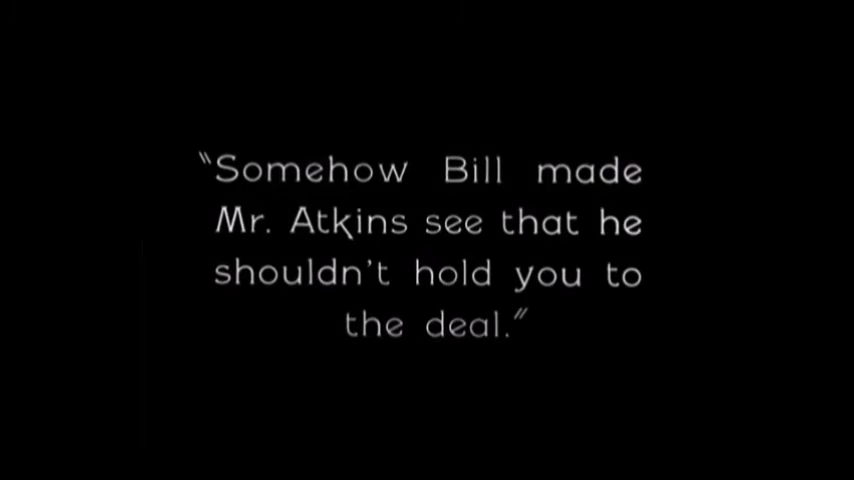 "Somehow Bill made
Mr. Atkins see that he
shouldn't hold you to
the deal."